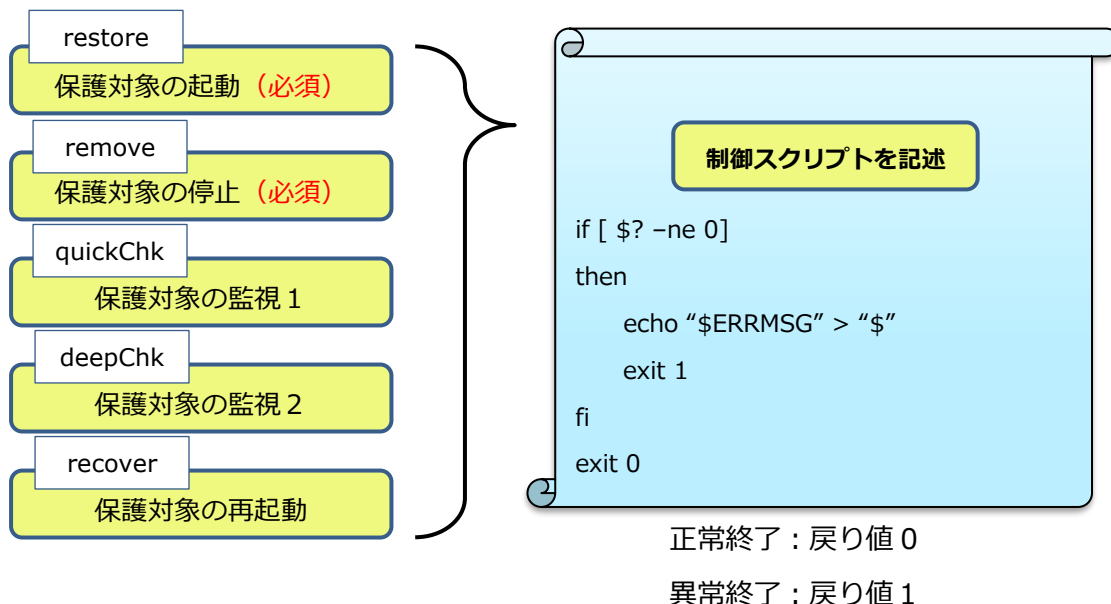 restore
保護対象の起動（必須）
remove
保護対象の停止（必須）
quickChk
保護対象の監視１
deepChk
保護対象の監視２
recover
保護対象の再起動
制御スクリプトを記述
if [ $? –ne 0]
then
echo “$ERRMSG” > “$”
exit 1
fi
exit 0
正常終了：戻り値０
異常終了：戻り値１